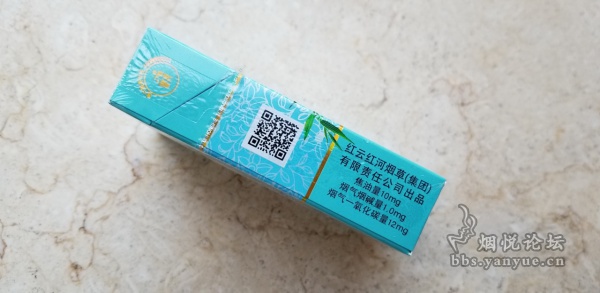 红云红河烟草(集团)
有限责任公司出品
焦油量10mg
烟气烟碱量1.0mg
烟气一氧化碳量12mg
烟悦论坛
bbs.yanyue.cn